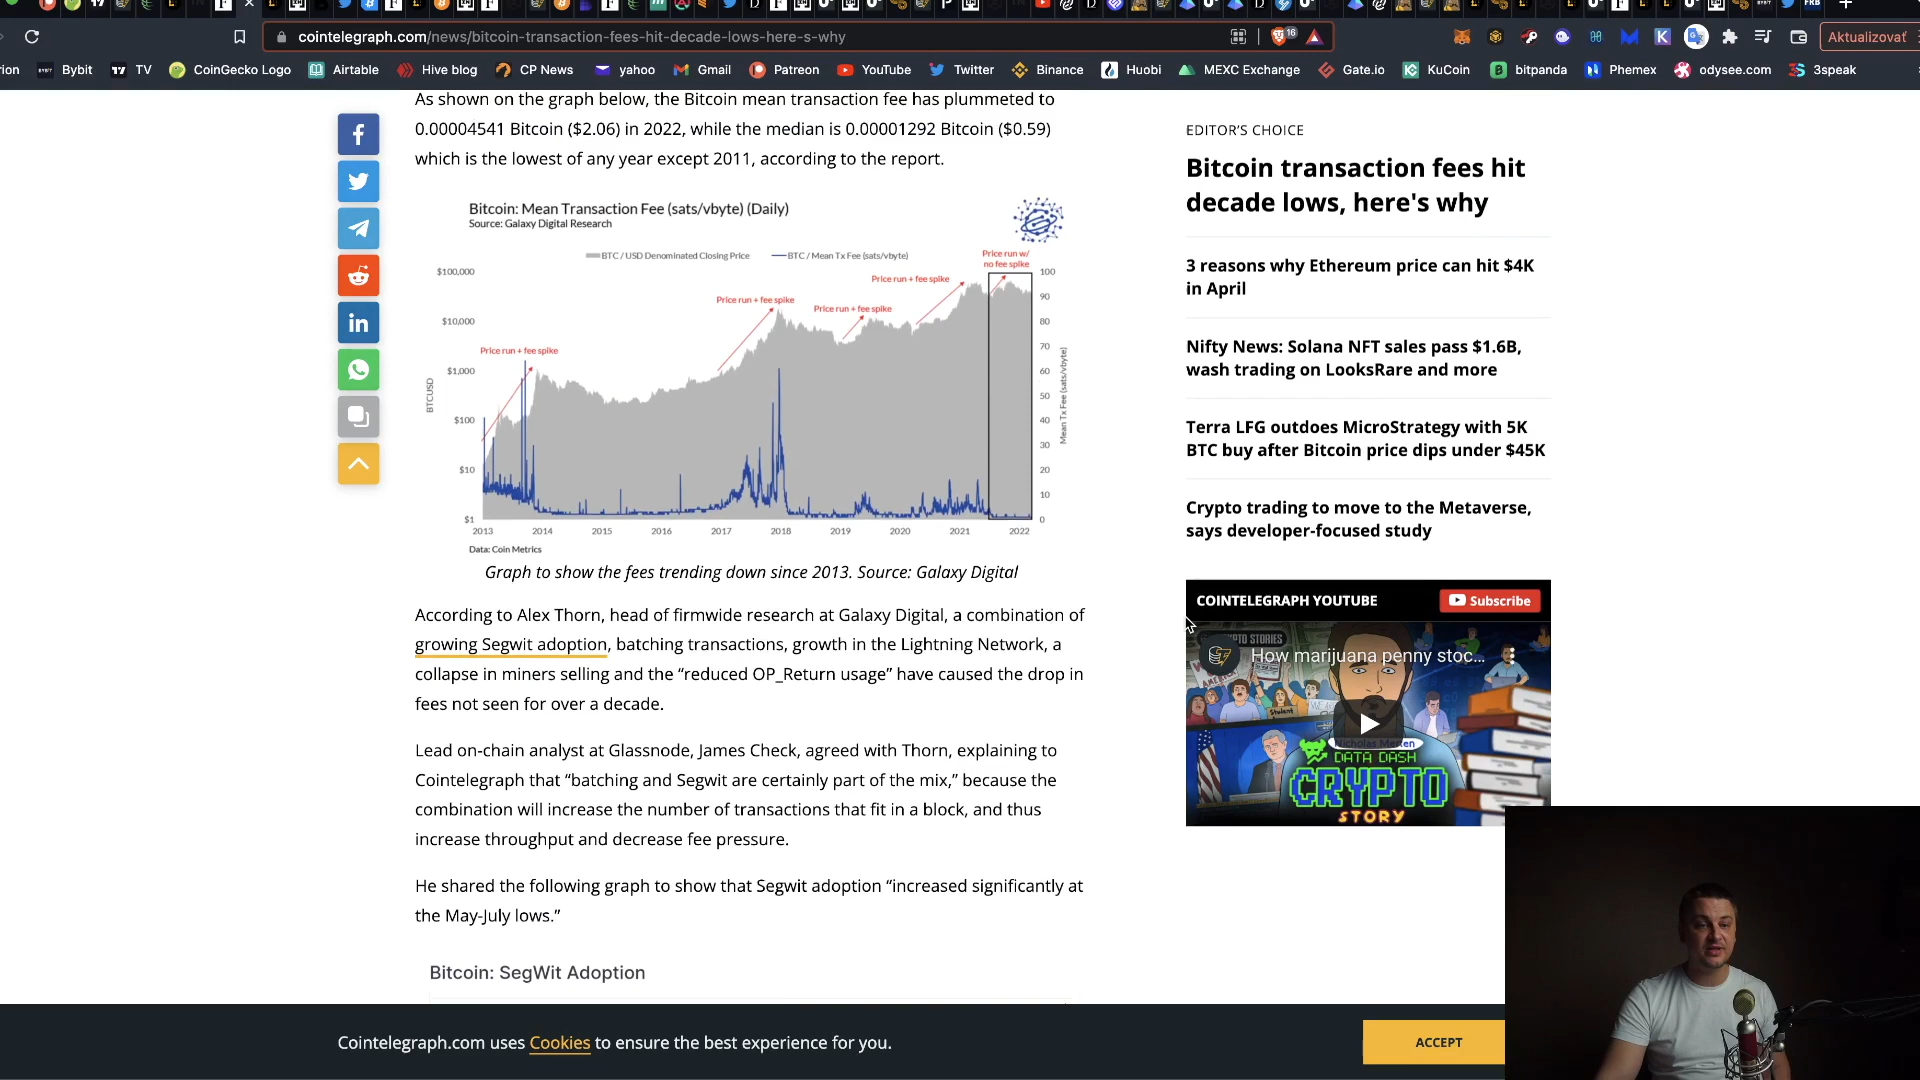 cointelegraph.com/news/bitcoin-transaction-fees-hit-decade-lows-here-s-why
16
Aktualizovať
Bybit TV CoinGecko Logo Airtable Hive blog CP News yahoo Gmail Patreon YouTube Twitter Binance Huobi MEXC Exchange Gate.io KuCoin bitpanda Phemex odysee.com 3speak
As shown on the graph below, the Bitcoin mean transaction fee has plummeted to
0.00004541 Bitcoin ($2.06) in 2022, while the median is 0.00001292 Bitcoin ($0.59)
which is the lowest of any year except 2011, according to the report.
Bitcoin: Mean Transaction Fee (sats/vbyte) (Daily)
Source: Galaxy Digital Research
BTC / USD Denominated Closing Price
BTC / Mean Tx Fee (sats/vbyte)
Price run w/
no fee spike
Price run + fee spike
Price run + fee spike
Price run + fee spike
Price run + fee spike
$100,000
$10,000
$1,000
$100
$10
$1
BTCUSD
100
90
80
70
60
50
40
30
20
10
0
Mean Tx Fee (sats/vbyte)
2013 2014 2015 2016 2017 2018 2019 2020 2021 2022
Data: Coin Metrics
Graph to show the fees trending down since 2013. Source: Galaxy Digital
According to Alex Thorn, head of firmwide research at Galaxy Digital, a combination of
growing Segwit adoption, batching transactions, growth in the Lightning Network, a
collapse in miners selling and the “reduced OP_Return usage” have caused the drop in
fees not seen for over a decade.
Lead on-chain analyst at Glassnode, James Check, agreed with Thorn, explaining to
Cointelegraph that “batching and Segwit are certainly part of the mix,” because the
combination will increase the number of transactions that fit in a block, and thus
increase throughput and decrease fee pressure.
He shared the following graph to show that Segwit adoption “increased significantly at
the May-July lows.”
Bitcoin: SegWit Adoption
EDITOR’S CHOICE
Bitcoin transaction fees hit
decade lows, here's why
3 reasons why Ethereum price can hit $4K
in April
Nifty News: Solana NFT sales pass $1.6B,
wash trading on LooksRare and more
Terra LFG outdoes MicroStrategy with 5K
BTC buy after Bitcoin price dips under $45K
Crypto trading to move to the Metaverse,
says developer-focused study
COINTELEGRAPH YOUTUBE
Subscribe
How marijuana penny stoc...
Student
DATA DASH
CRYPTO
STORY
Cointelegraph.com uses Cookies to ensure the best experience for you.
ACCEPT